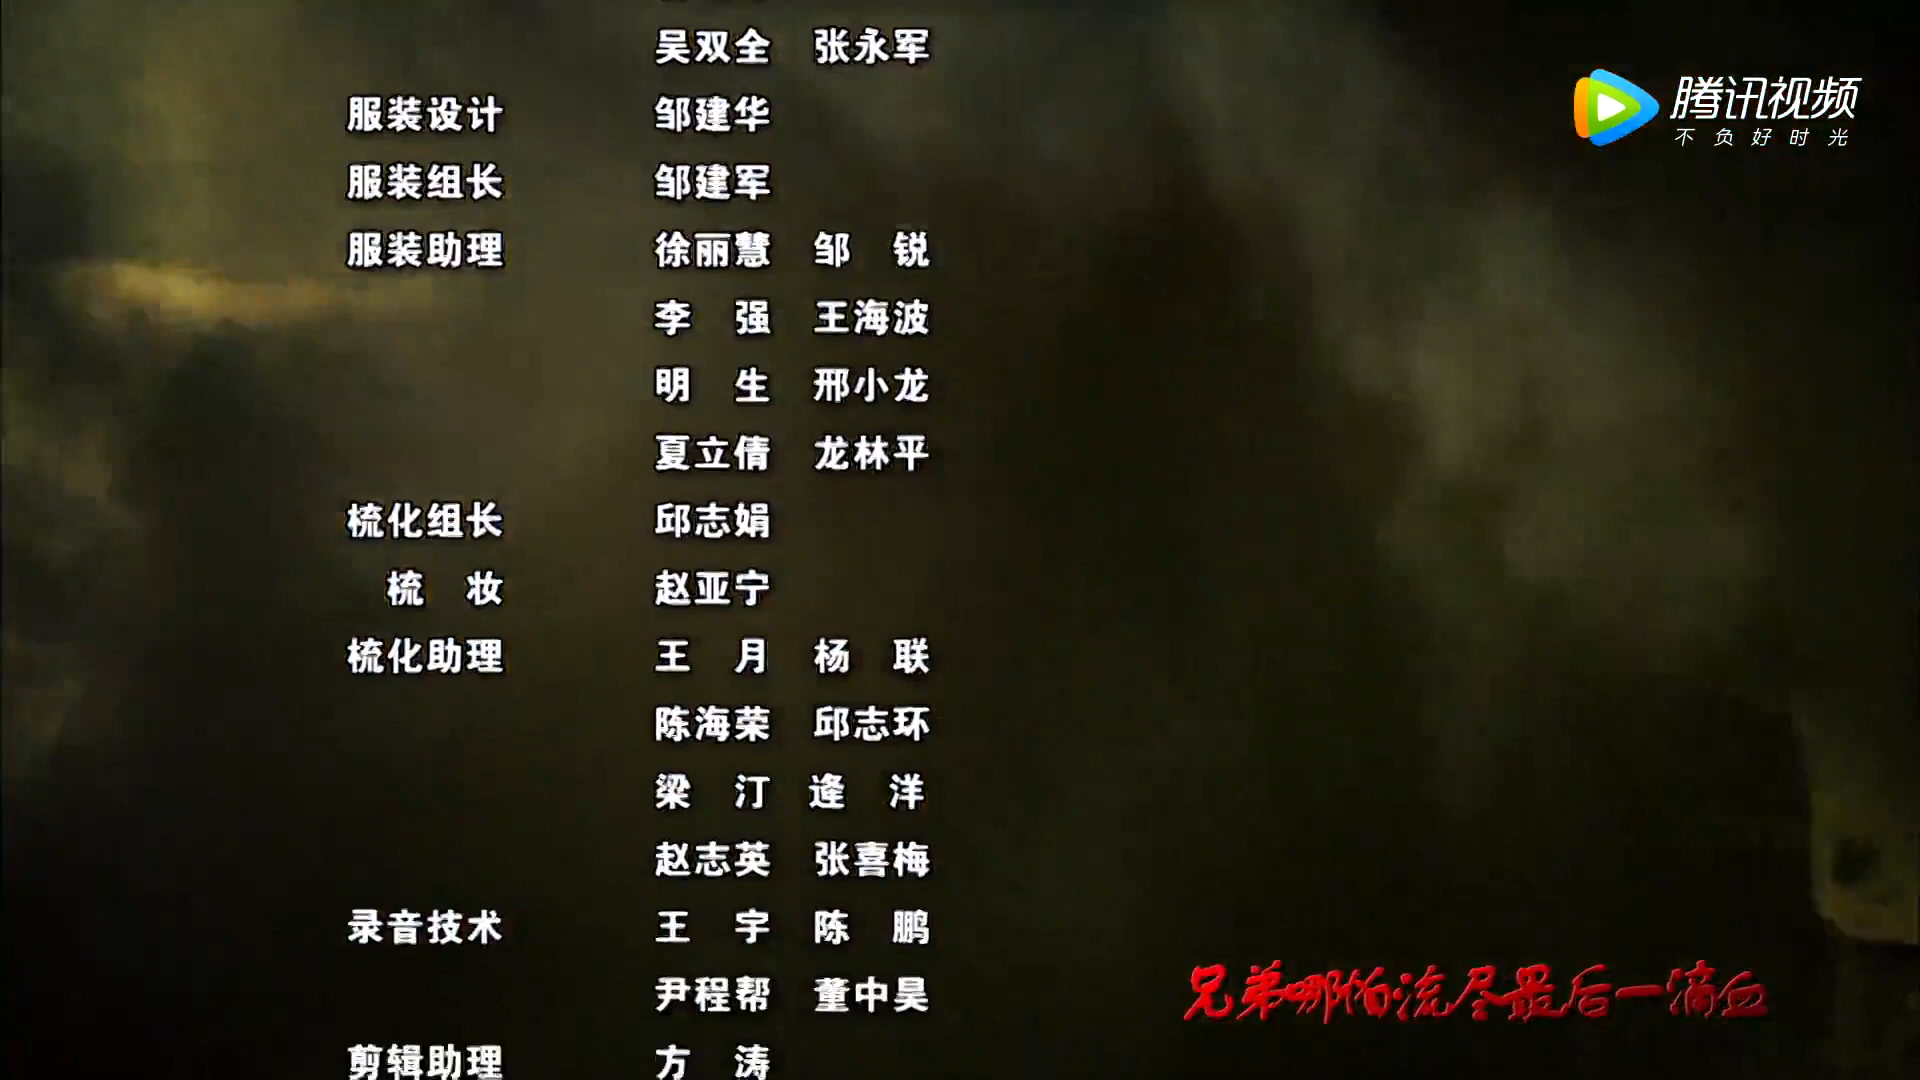 吴双全　张永军
服装设计　邹建华
服装组长　邹建军
服装助理　徐丽慧　邹　锐
李　强　王海波
明　生　邢小龙
夏立倩　龙林平
梳化组长　邱志娟
梳　妆　赵亚宁
梳化助理　王　月　杨　联
陈海荣　邱志环
梁　汀　逄　洋
赵志英　张喜梅
录音技术　王　宇　陈　鹏
尹程帮　董中昊
剪辑助理　方　涛
腾讯视频
不负好时光
兄弟哪怕流尽最后一滴血